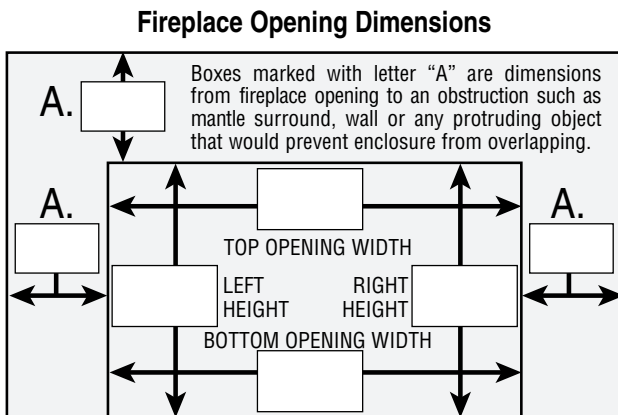 Fireplace Opening Dimensions
Boxes marked with letter “A” are dimensions
from fireplace opening to an obstruction such as
mantle surround, wall or any protruding object
that would prevent enclosure from overlapping.
A.
A.
A.
TOP OPENING WIDTH
LEFT HEIGHT
RIGHT HEIGHT
BOTTOM OPENING WIDTH